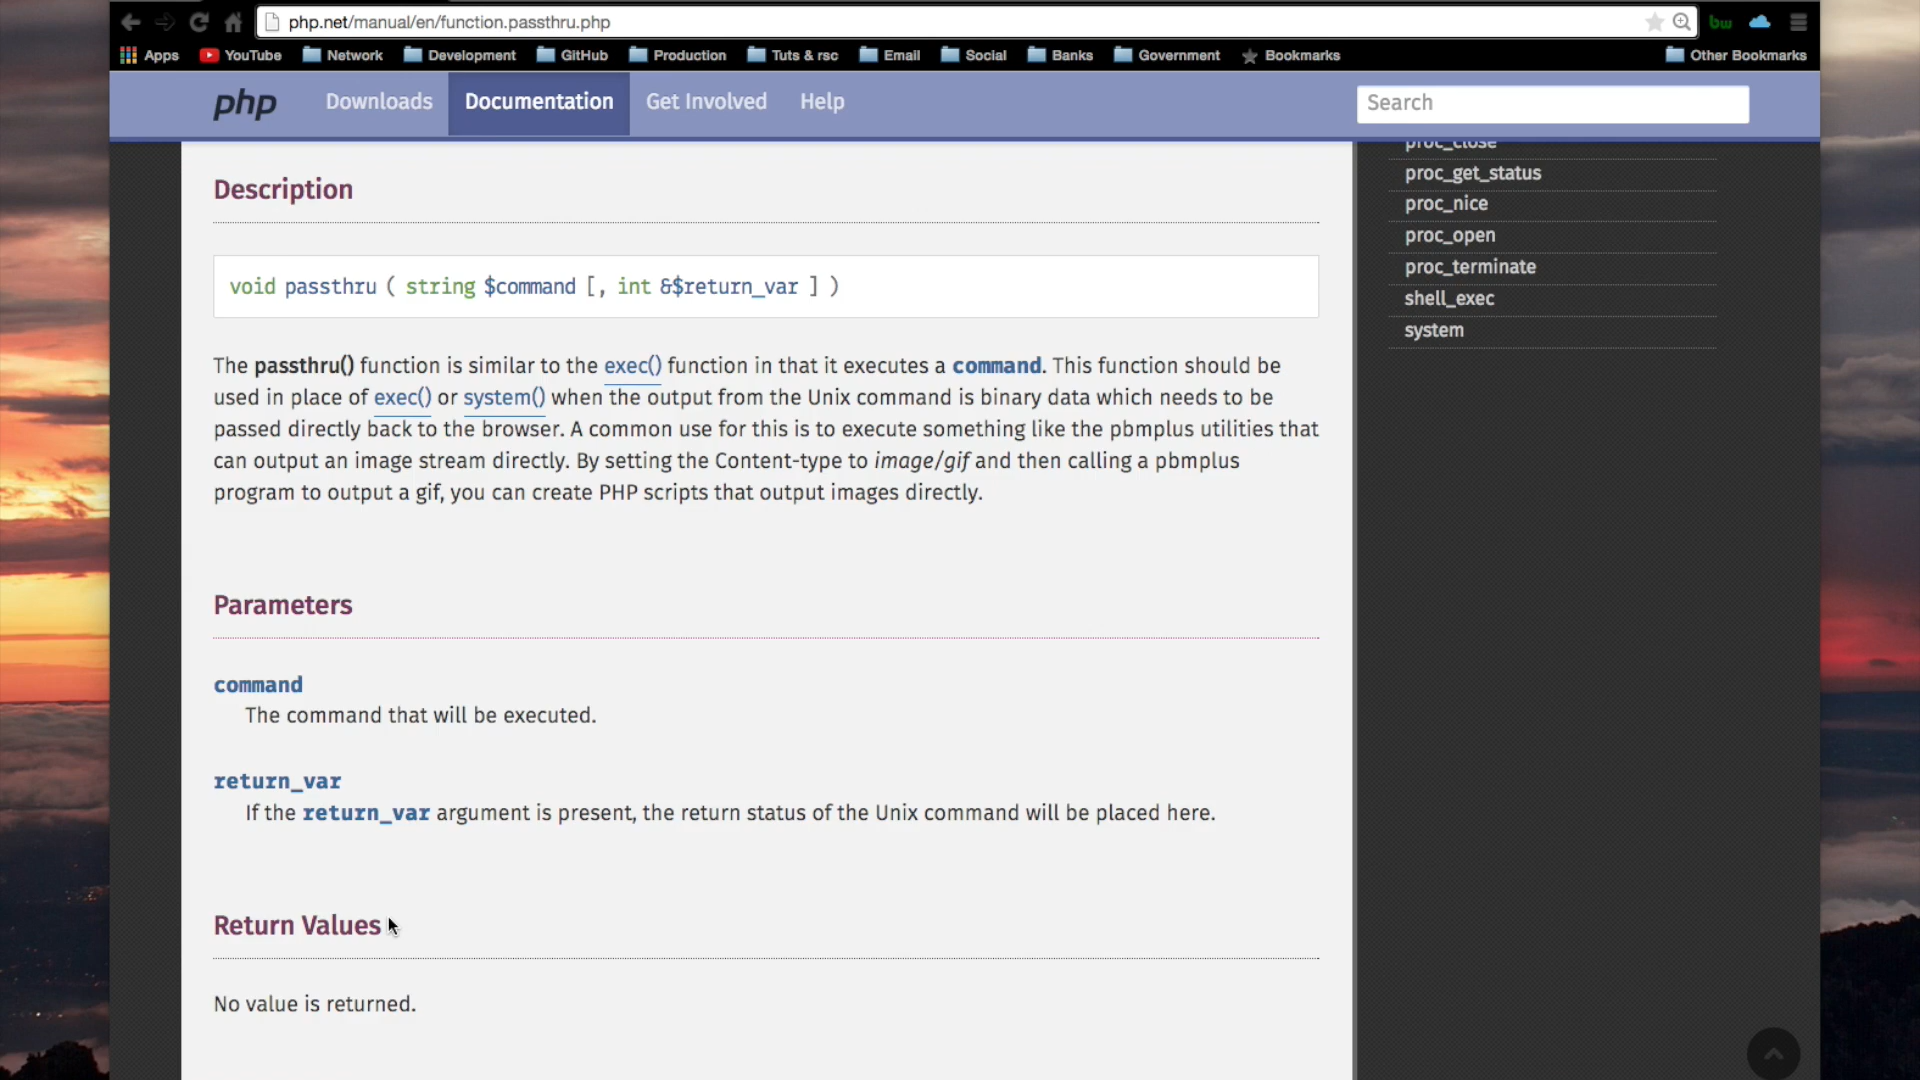 php.net/manual/en/function.passthru.php
bw
Apps YouTube Network Development GitHub Production Tuts & rsc Email Social Banks Government Bookmarks Other Bookmarks
php Downloads Documentation Get Involved Help Search
proc_close
Description
proc_get_status
proc_nice
proc_open
proc_terminate
shell_exec
system
void passthru ( string $command [, int &$return_var ] )
The passthru() function is similar to the exec() function in that it executes a command. This function should be
used in place of exec() or system() when the output from the Unix command is binary data which needs to be
passed directly back to the browser. A common use for this is to execute something like the pbmplus utilities that
can output an image stream directly. By setting the Content-type to image/gif and then calling a pbmplus
program to output a gif, you can create PHP scripts that output images directly.
Parameters
command
The command that will be executed.
return_var
If the return_var argument is present, the return status of the Unix command will be placed here.
Return Values
No value is returned.